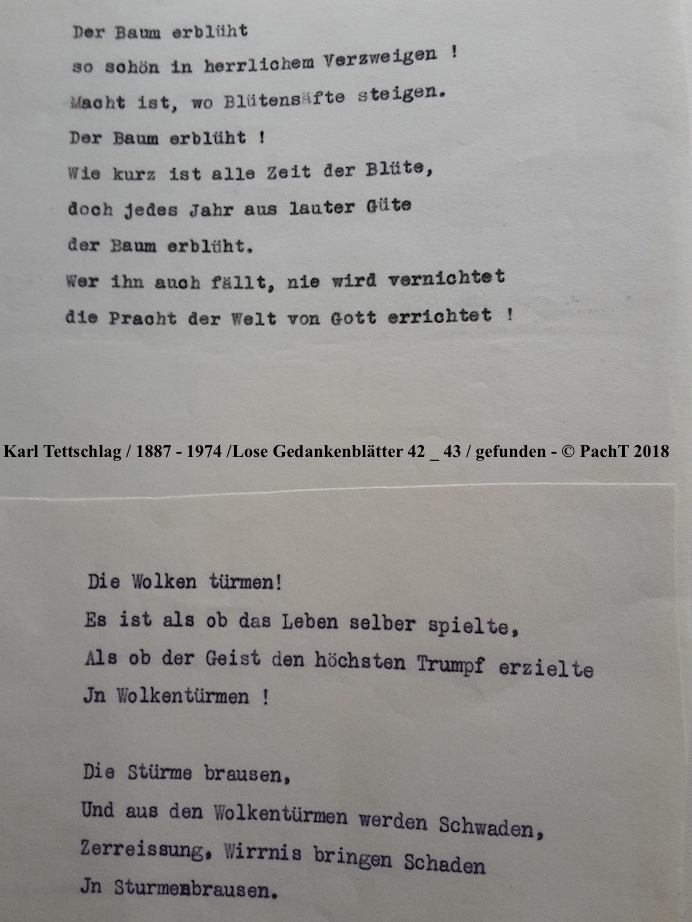 Der Baum erblüht
so schön in herrlichem Verzweigen !
Macht ist, wo Blütensäfte steigen.
Der Baum erblüht !
Wie kurz ist alle Zeit der Blüte,
doch jedes Jahr aus lauter Güte
der Baum erblüht.
Wer ihn auch fällt, nie wird vernichtet
die Pracht der Welt von Gott errichtet !
Karl Tettschlag / 1887 - 1974 /Lose Gedankenblätter 42 _ 43 / gefunden - © PachT 2018
Die Wolken türmen!
Es ist als ob das Leben selber spielte,
Als ob der Geist den höchsten Trumpf erzielte
Jn Wolkentürmen !
Die Stürme brausen,
Und aus den Wolkentürmen werden Schwaden,
Zerreissung, Wirrnis bringen Schaden
Jn Sturmenbrausen.